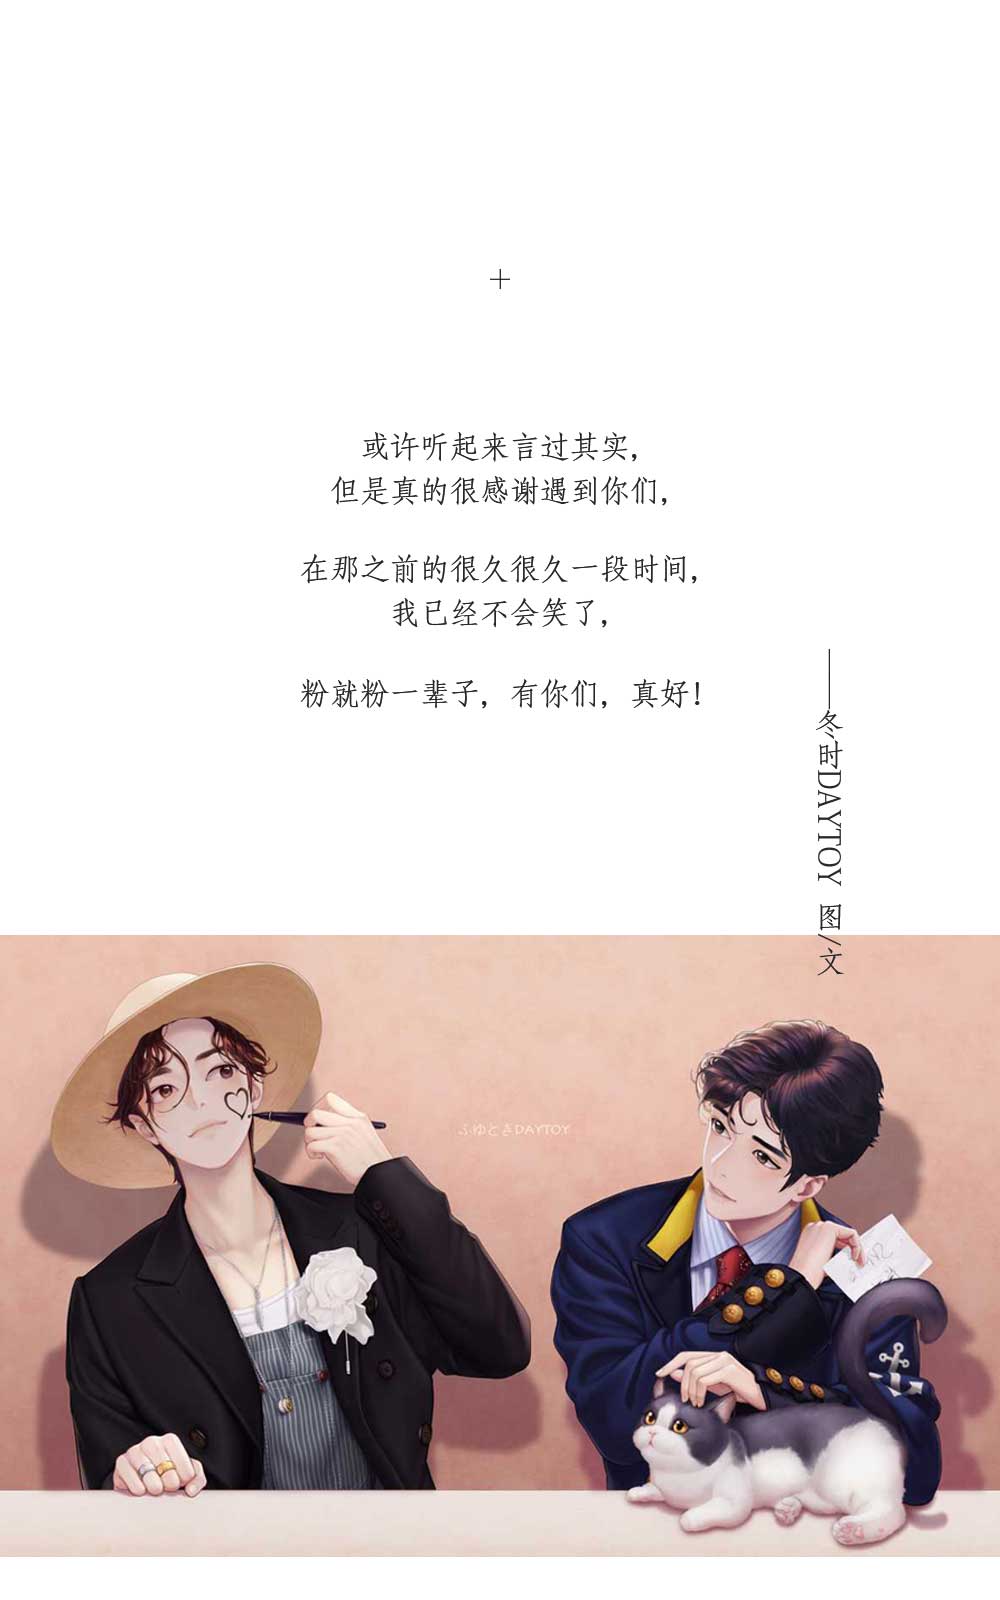 或许听起来言过其实,
但是真的很感谢遇到你们,
在那之前的很久很久一段时间,
我已经不会笑了,
粉就粉一辈子, 有你们, 真好!
——冬时DAYTOY 图/文
ふゆときDAYTOY